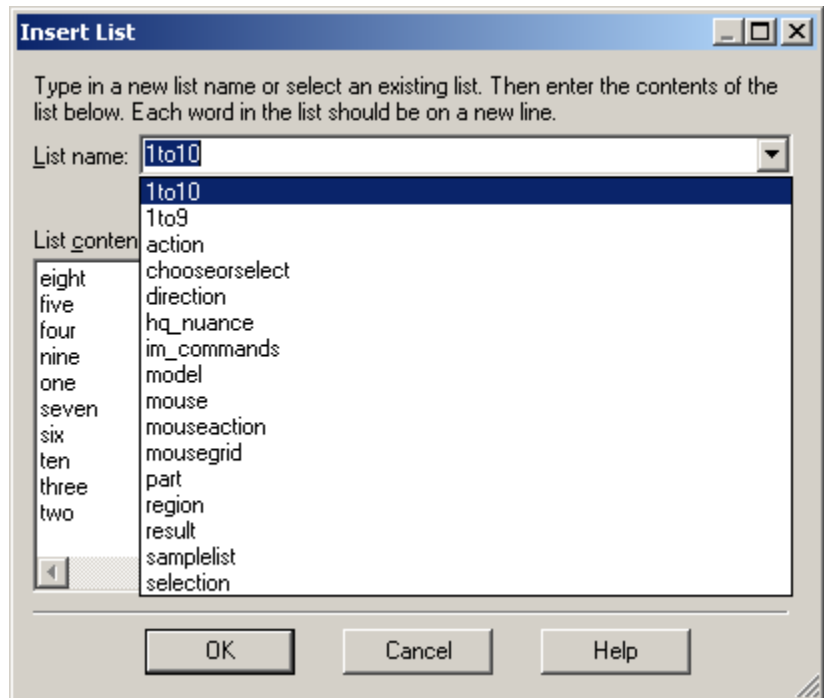 Insert List
Type in a new list name or select an existing list. Then enter the contents of the
list below. Each word in the list should be on a new line.
List name: 1to10
1to10
1to9
action
chooseorselect
direction
hq_nuance
im_commands
model
mouse
mouseaction
mousegrid
part
region
result
samplelist
selection
List conten
eight
five
four
nine
one
seven
six
ten
three
two
OK Cancel Help